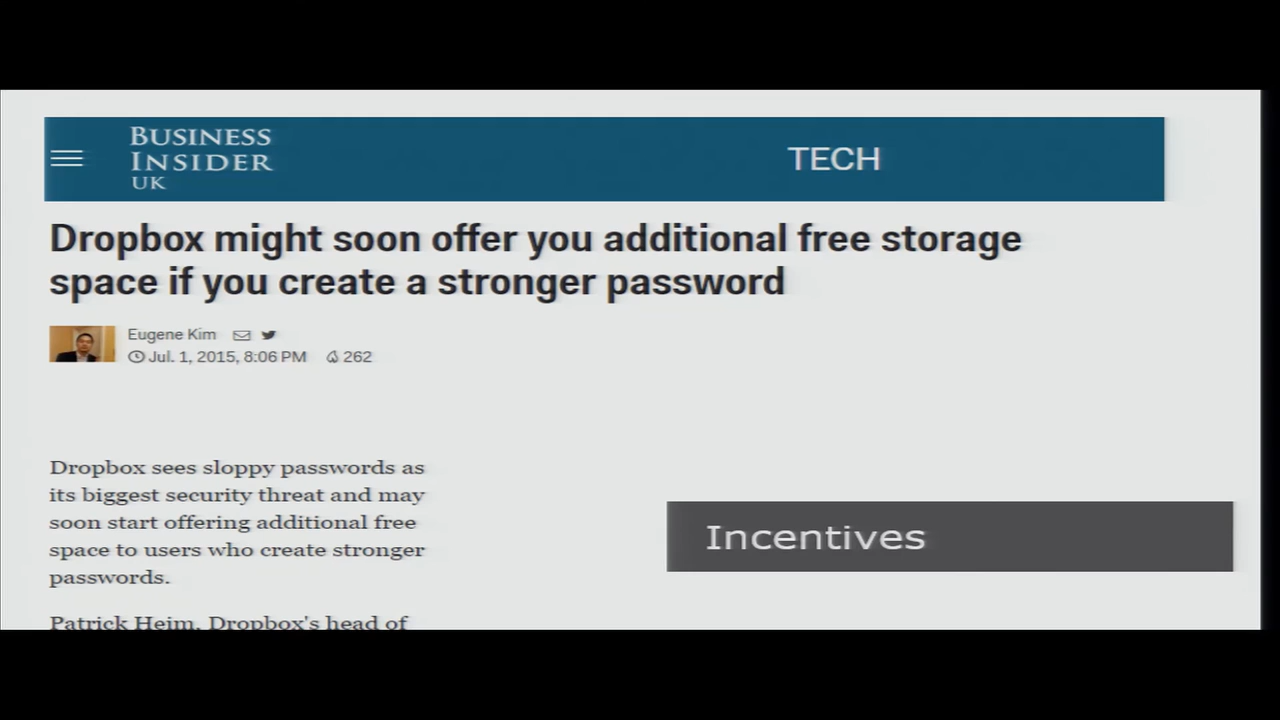 BUSINESS
INSIDER
UK
TECH
Dropbox might soon offer you additional free storage
space if you create a stronger password
Eugene Kim
Jul. 1, 2015, 8:06 PM 262
Dropbox sees sloppy passwords as
its biggest security threat and may
soon start offering additional free
space to users who create stronger
passwords.
Patrick Heim, Dropbox's head of
Incentives